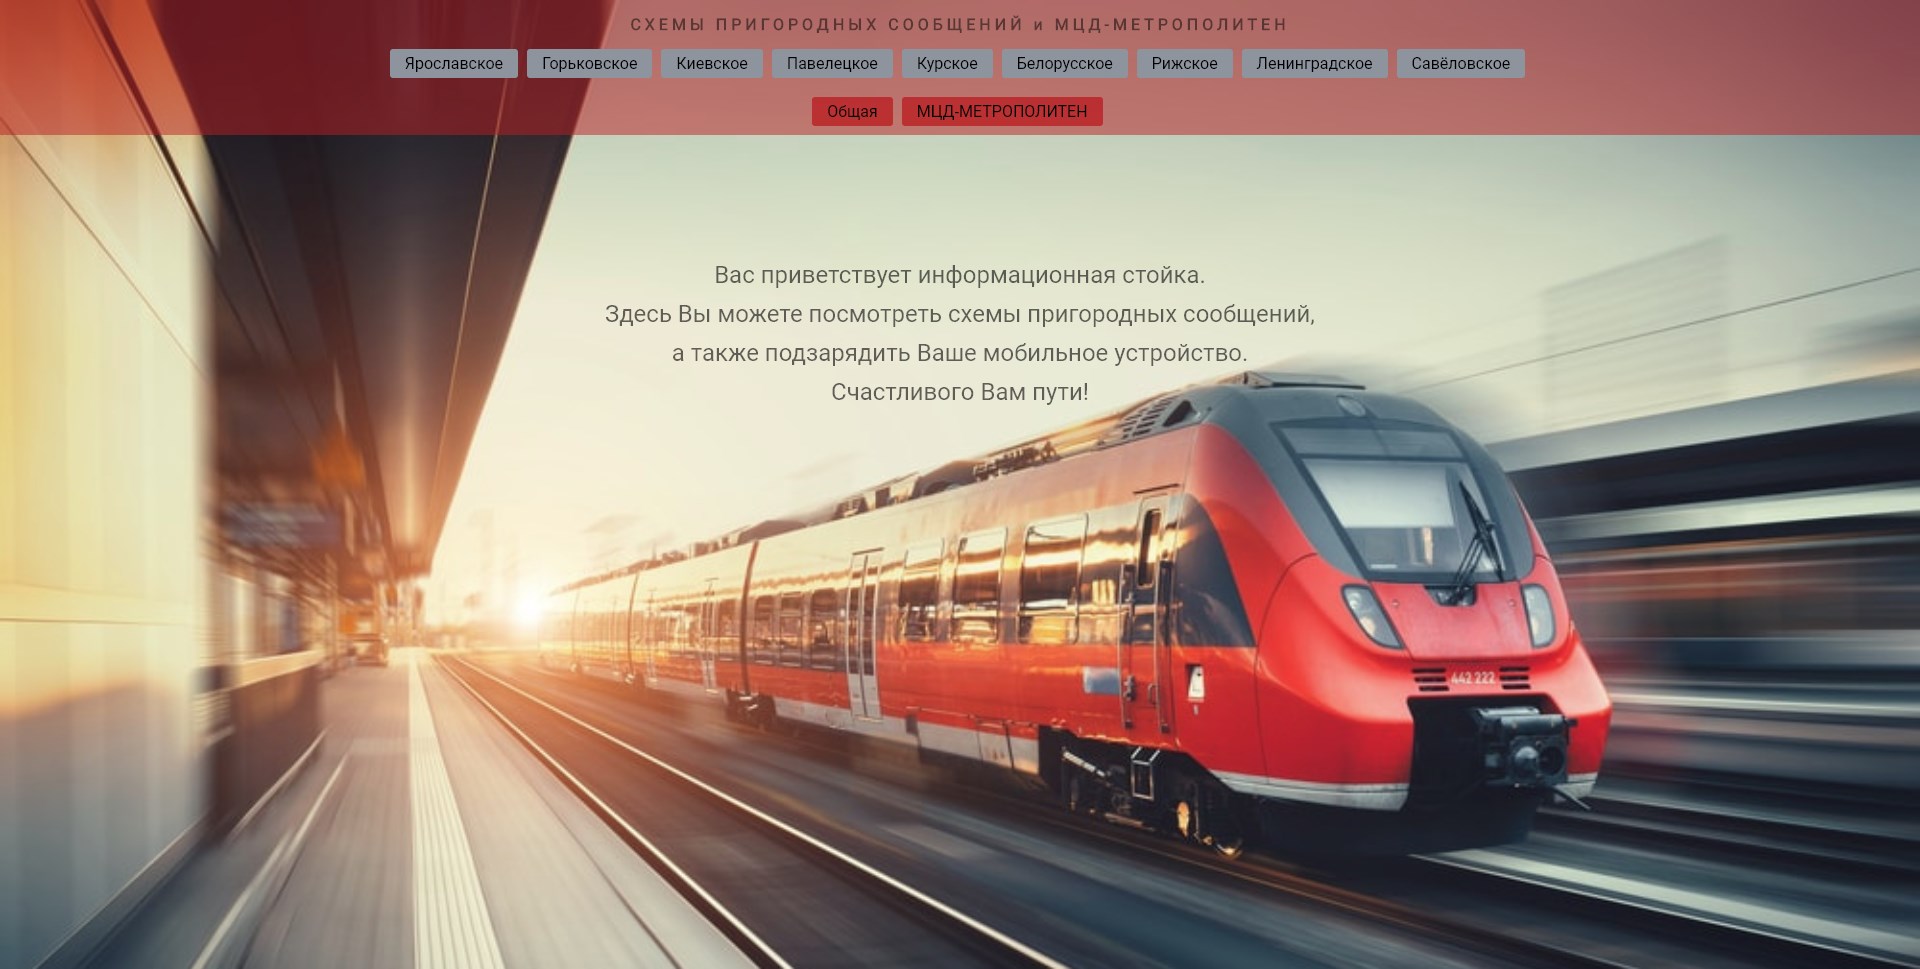 СХЕМЫ ПРИГОРОДНЫХ СООБЩЕНИЙ и МЦД-МЕТРОПОЛИТЕН
Ярославское Горьковское Киевское Павелецкое Курское Белорусское Рижское Ленинградское Савёловское
Общая МЦД-МЕТРОПОЛИТЕН
Вас приветствует информационная стойка.
Здесь Вы можете посмотреть схемы пригородных сообщений,
а также подзарядить Ваше мобильное устройство.
Счастливого Вам пути!
442 222